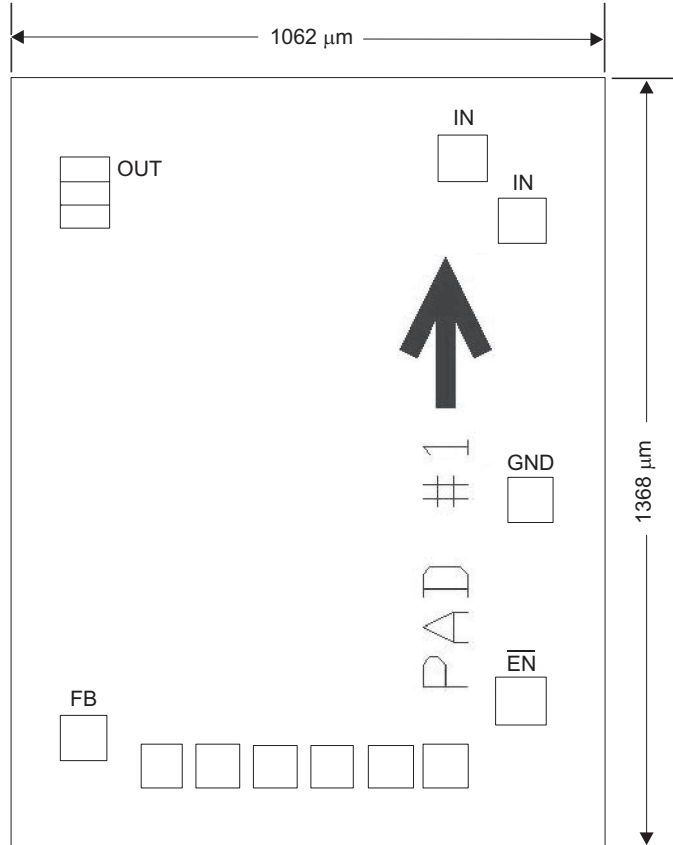 1062 μm
IN
OUT
IN
PAD #1
GND
1368 μm
EN
FB